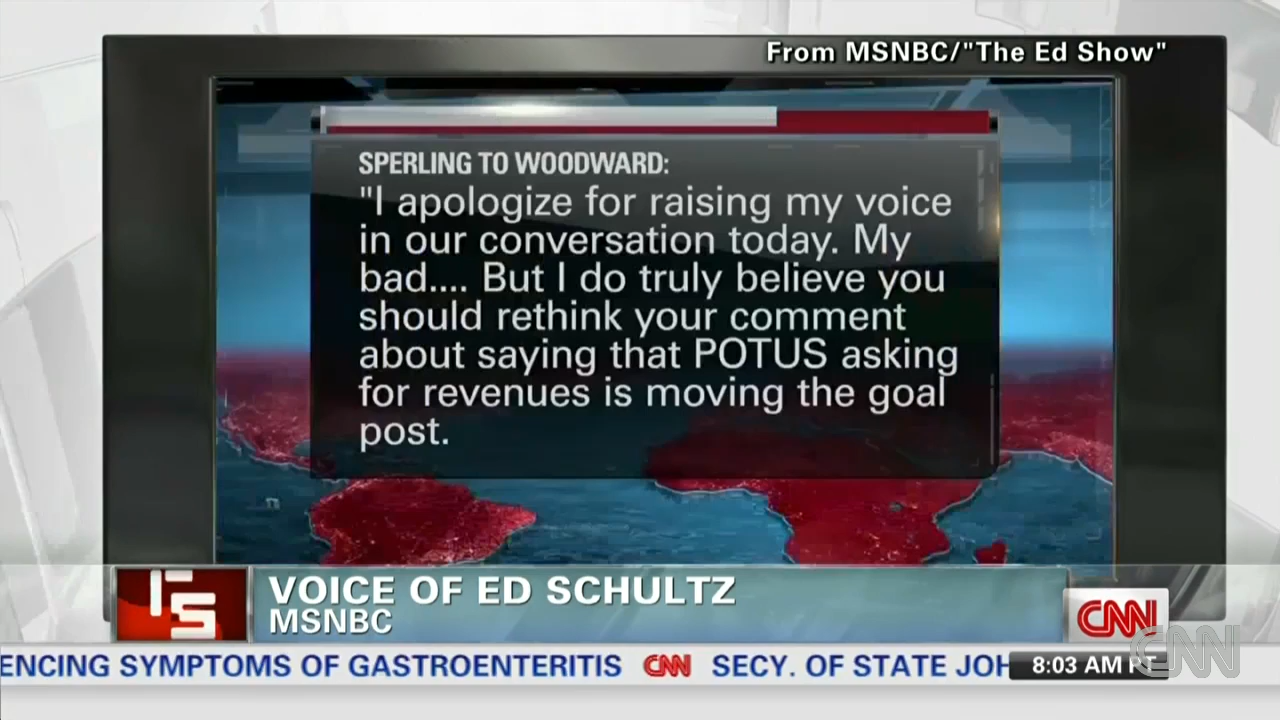 From MSNBC/"The Ed Show"
SPERLING TO WOODWARD:
"I apologize for raising my voice
in our conversation today. My
bad.... But I do truly believe you
should rethink your comment
about saying that POTUS asking
for revenues is moving the goal
post.
RS
VOICE OF ED SCHULTZ
MSNBC
CNN
CNN
ENCING SYMPTOMS OF GASTROENTERITIS CNN SECY. OF STATE JOH
8:03 AM PT